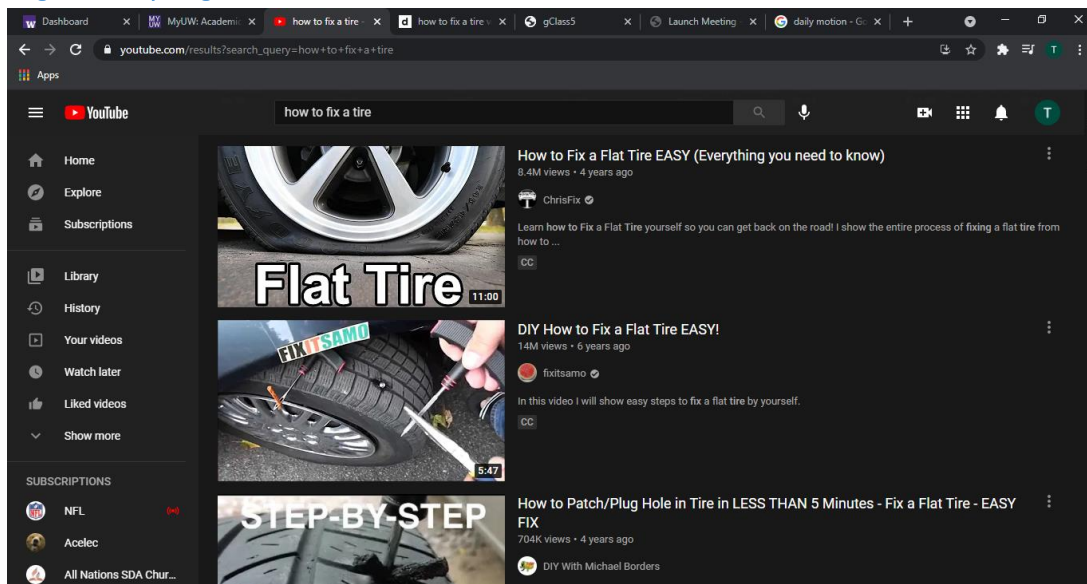 Dashboard
MyUW: Academic
how to fix a tire -
how to fix a tire v
gClass5
Launch Meeting
daily motion - Go
youtube.com/results?search_query=how+to+fix+a+tire
T
Apps
YouTube
how to fix a tire
T
Home
Explore
Subscriptions
Library
History
Your videos
Watch later
Liked videos
Show more
SUBSCRIPTIONS
NFL
Acelec
All Nations SDA Chur...
Flat Tire
11:00
How to Fix a Flat Tire EASY (Everything you need to know)
8.4M views • 4 years ago
ChrisFix
Learn how to Fix a Flat Tire yourself so you can get back on the road! I show the entire process of fixing a flat tire from
how to ...
CC
FIXITSAMO
5:47
DIY How to Fix a Flat Tire EASY!
14M views • 6 years ago
fixitsamo
In this video I will show easy steps to fix a flat tire by yourself.
CC
STEP-BY-STEP
How to Patch/Plug Hole in Tire in LESS THAN 5 Minutes - Fix a Flat Tire - EASY
FIX
704K views • 4 years ago
DIY With Michael Borders